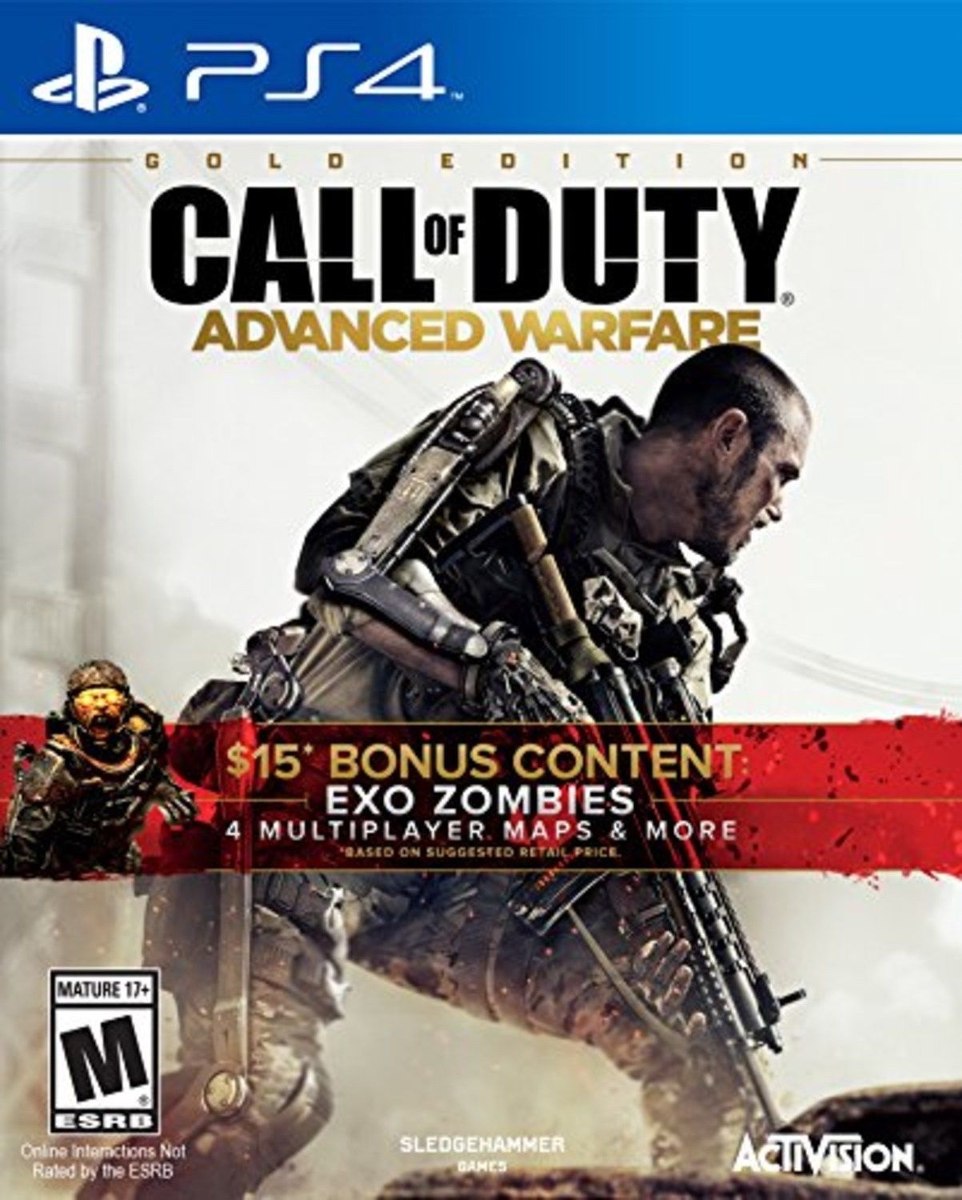 PS4™
GOLD EDITION
CALL OF DUTY®
ADVANCED WARFARE
$15* BONUS CONTENT:
EXO ZOMBIES
4 MULTIPLAYER MAPS & MORE
*BASED ON SUGGESTED RETAIL PRICE.
MATURE 17+
M®
ESRB
Online Interactions Not
Rated by the ESRB
SLEDGEHAMMER
GAMES
ACTIVISION®